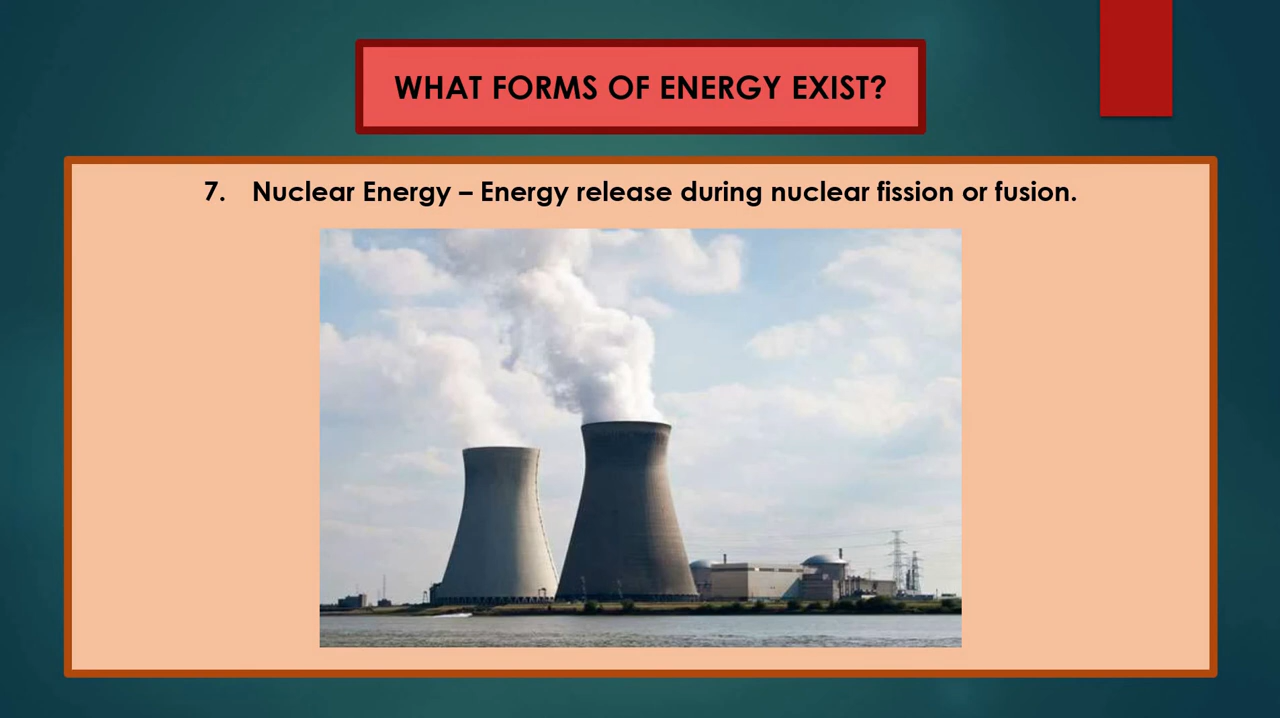 WHAT FORMS OF ENERGY EXIST?
7. Nuclear Energy – Energy release during nuclear fission or fusion.